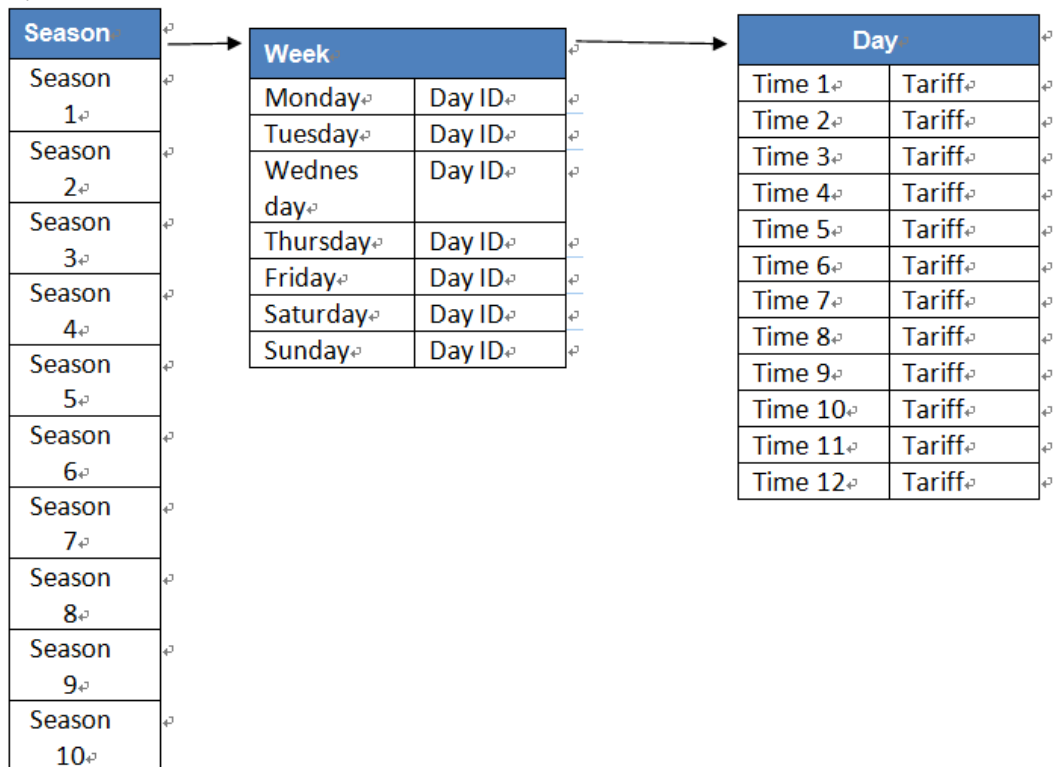 Season
Season
1
Season
2
Season
3
Season
4
Season
5
Season
6
Season
7
Season
8
Season
9
Season
10
Week
Monday Day ID
Tuesday Day ID
Wednes Day ID
day
Thursday Day ID
Friday Day ID
Saturday Day ID
Sunday Day ID
Day
Time 1 Tariff
Time 2 Tariff
Time 3 Tariff
Time 4 Tariff
Time 5 Tariff
Time 6 Tariff
Time 7 Tariff
Time 8 Tariff
Time 9 Tariff
Time 10 Tariff
Time 11 Tariff
Time 12 Tariff